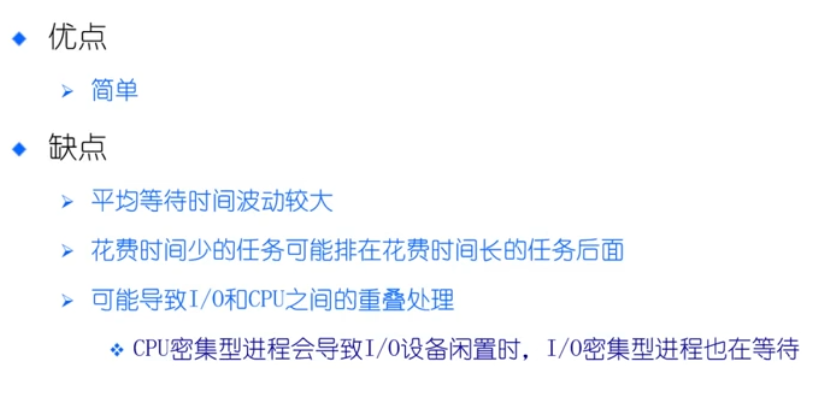 优点
简单
缺点
平均等待时间波动较大
花费时间少的任务可能排在花费时间长的任务后面
可能导致I/O和CPU之间的重叠处理
CPU密集型进程会导致I/O设备闲置时，I/O密集型进程也在等待